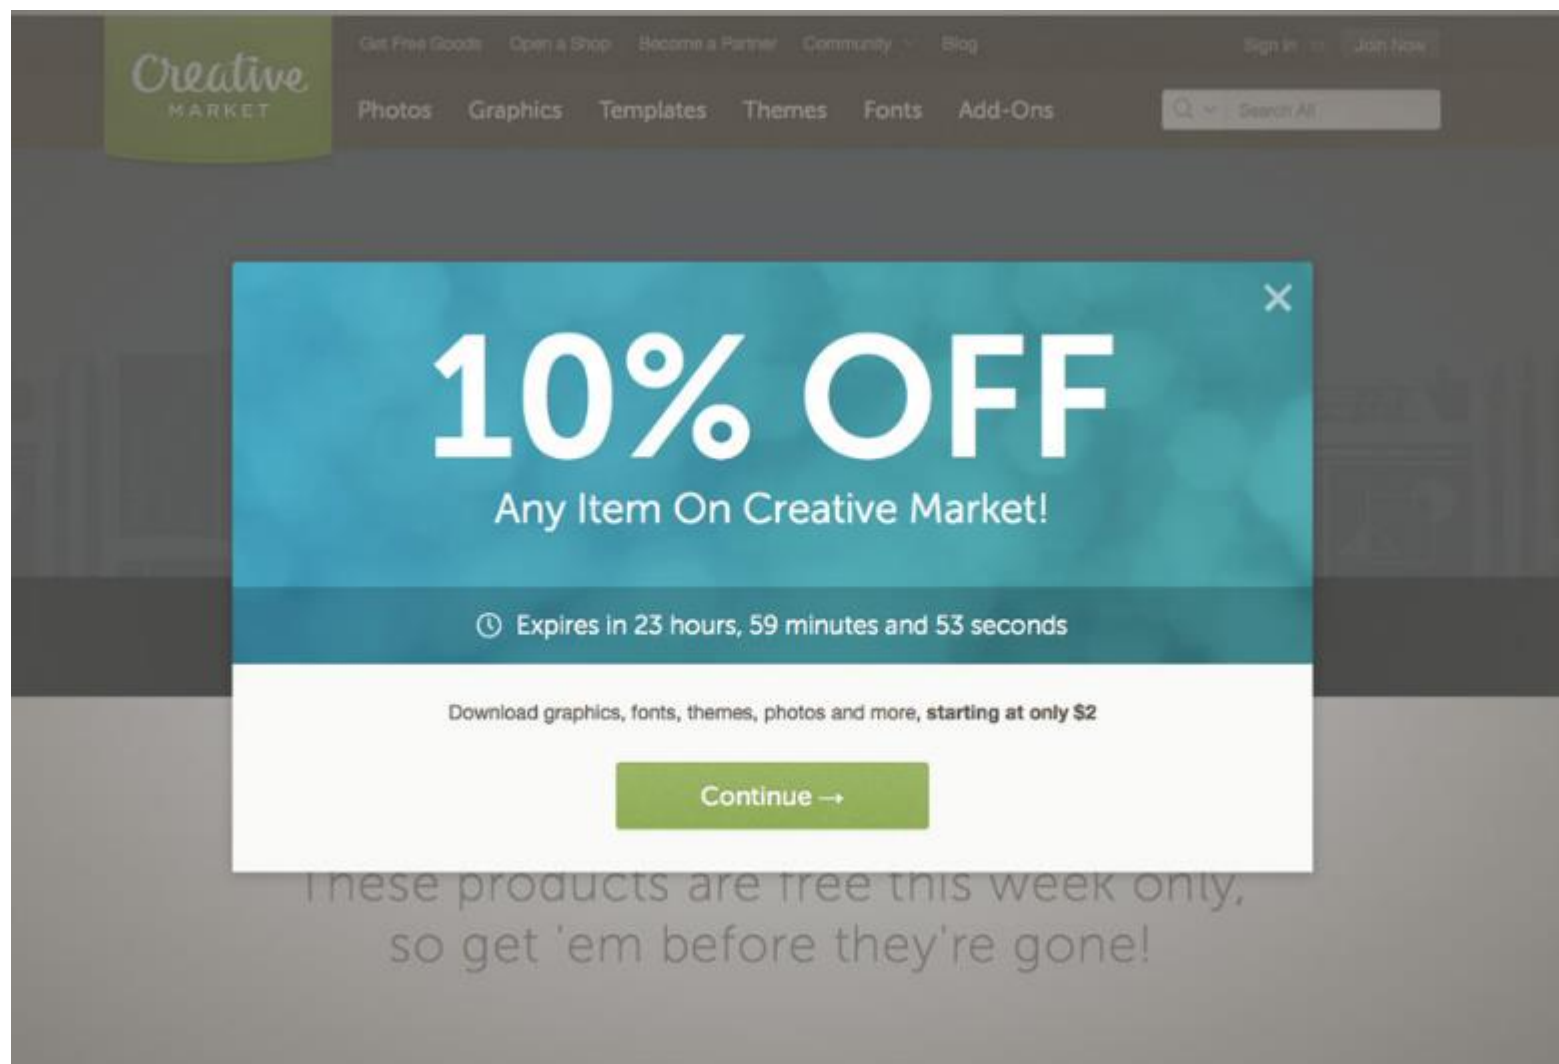 Creative
MARKET
Get Free Goods Open a Shop Become a Partner Community Blog
Sign In or Join Now
Photos Graphics Templates Themes Fonts Add-Ons
Search All
10% OFF
Any Item On Creative Market!
Expires in 23 hours, 59 minutes and 53 seconds
Download graphics, fonts, themes, photos and more, starting at only $2
Continue →
These products are free this week only,
so get 'em before they're gone!